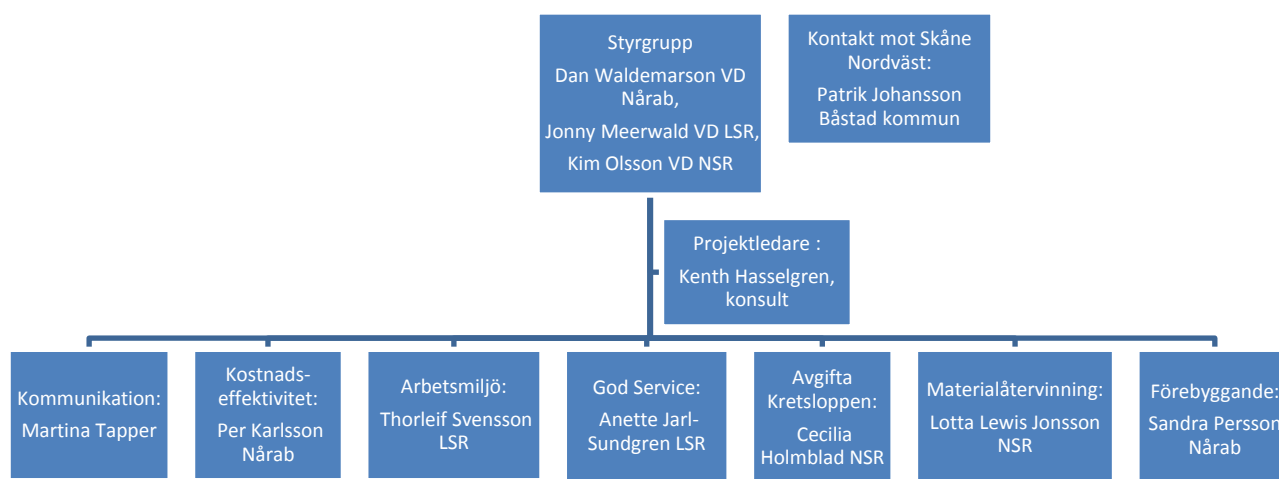 Styrgrupp
Dan Waldemarson VD
Nårab,
Jonny Meerwald VD LSR,
Kim Olsson VD NSR
Kontakt mot Skåne
Nordväst:
Patrik Johansson
Båstad kommun
Projektledare :
Kenth Hasselgren,
konsult
Kommunikation:
Martina Tapper
Kostnads-
effektivitet:
Per Karlsson
Nårab
Arbetsmiljö:
Thorleif Svensson
LSR
God Service:
Anette Jarl-
Sundgren LSR
Avgifta
Kretsloppen:
Cecilia
Holmblad NSR
Materialåtervinning:
Lotta Lewis Jonsson
NSR
Förebyggande:
Sandra Persson
Nårab